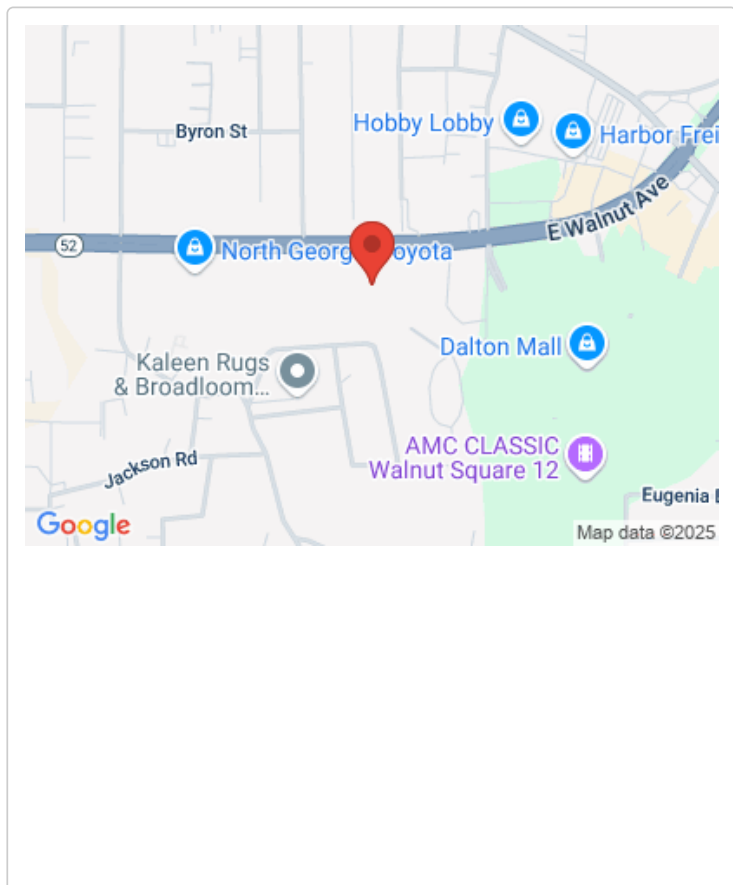 Byron St
Hobby Lobby
Harbor Frei
E Walnut Ave
52
North Georg
oyota
Dalton Mall
Kaleen Rugs
& Broadloom...
AMC CLASSIC
Walnut Square 12
Jackson Rd
Eugenia
Google
Map data ©2025